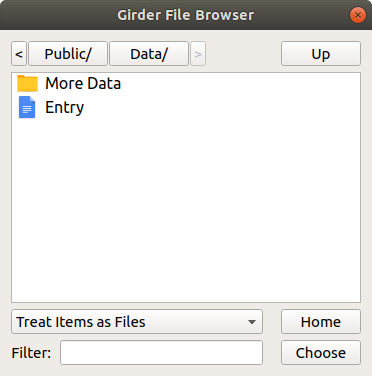 Girder File Browser
< Public/ Data/ > Up
More Data
Entry
Treat Items as Files Home
Filter: Choose